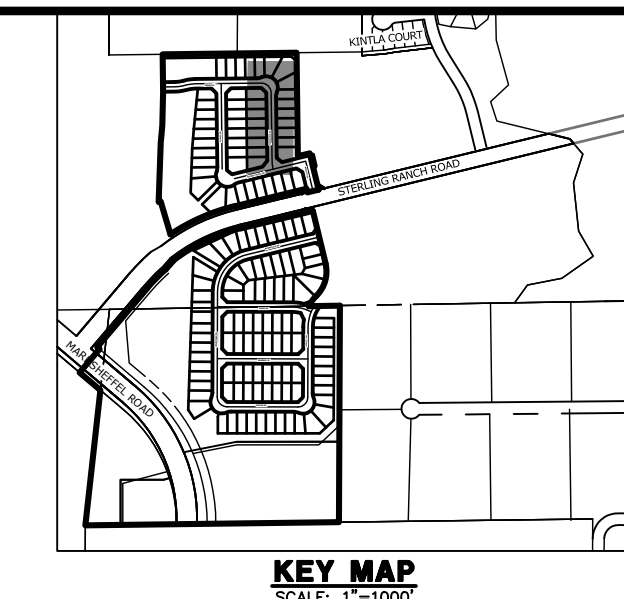 KINTLA COURT
STERLING RANCH ROAD
MARKSHEFFEL ROAD
KEY MAP
SCALE: 1"=1000'